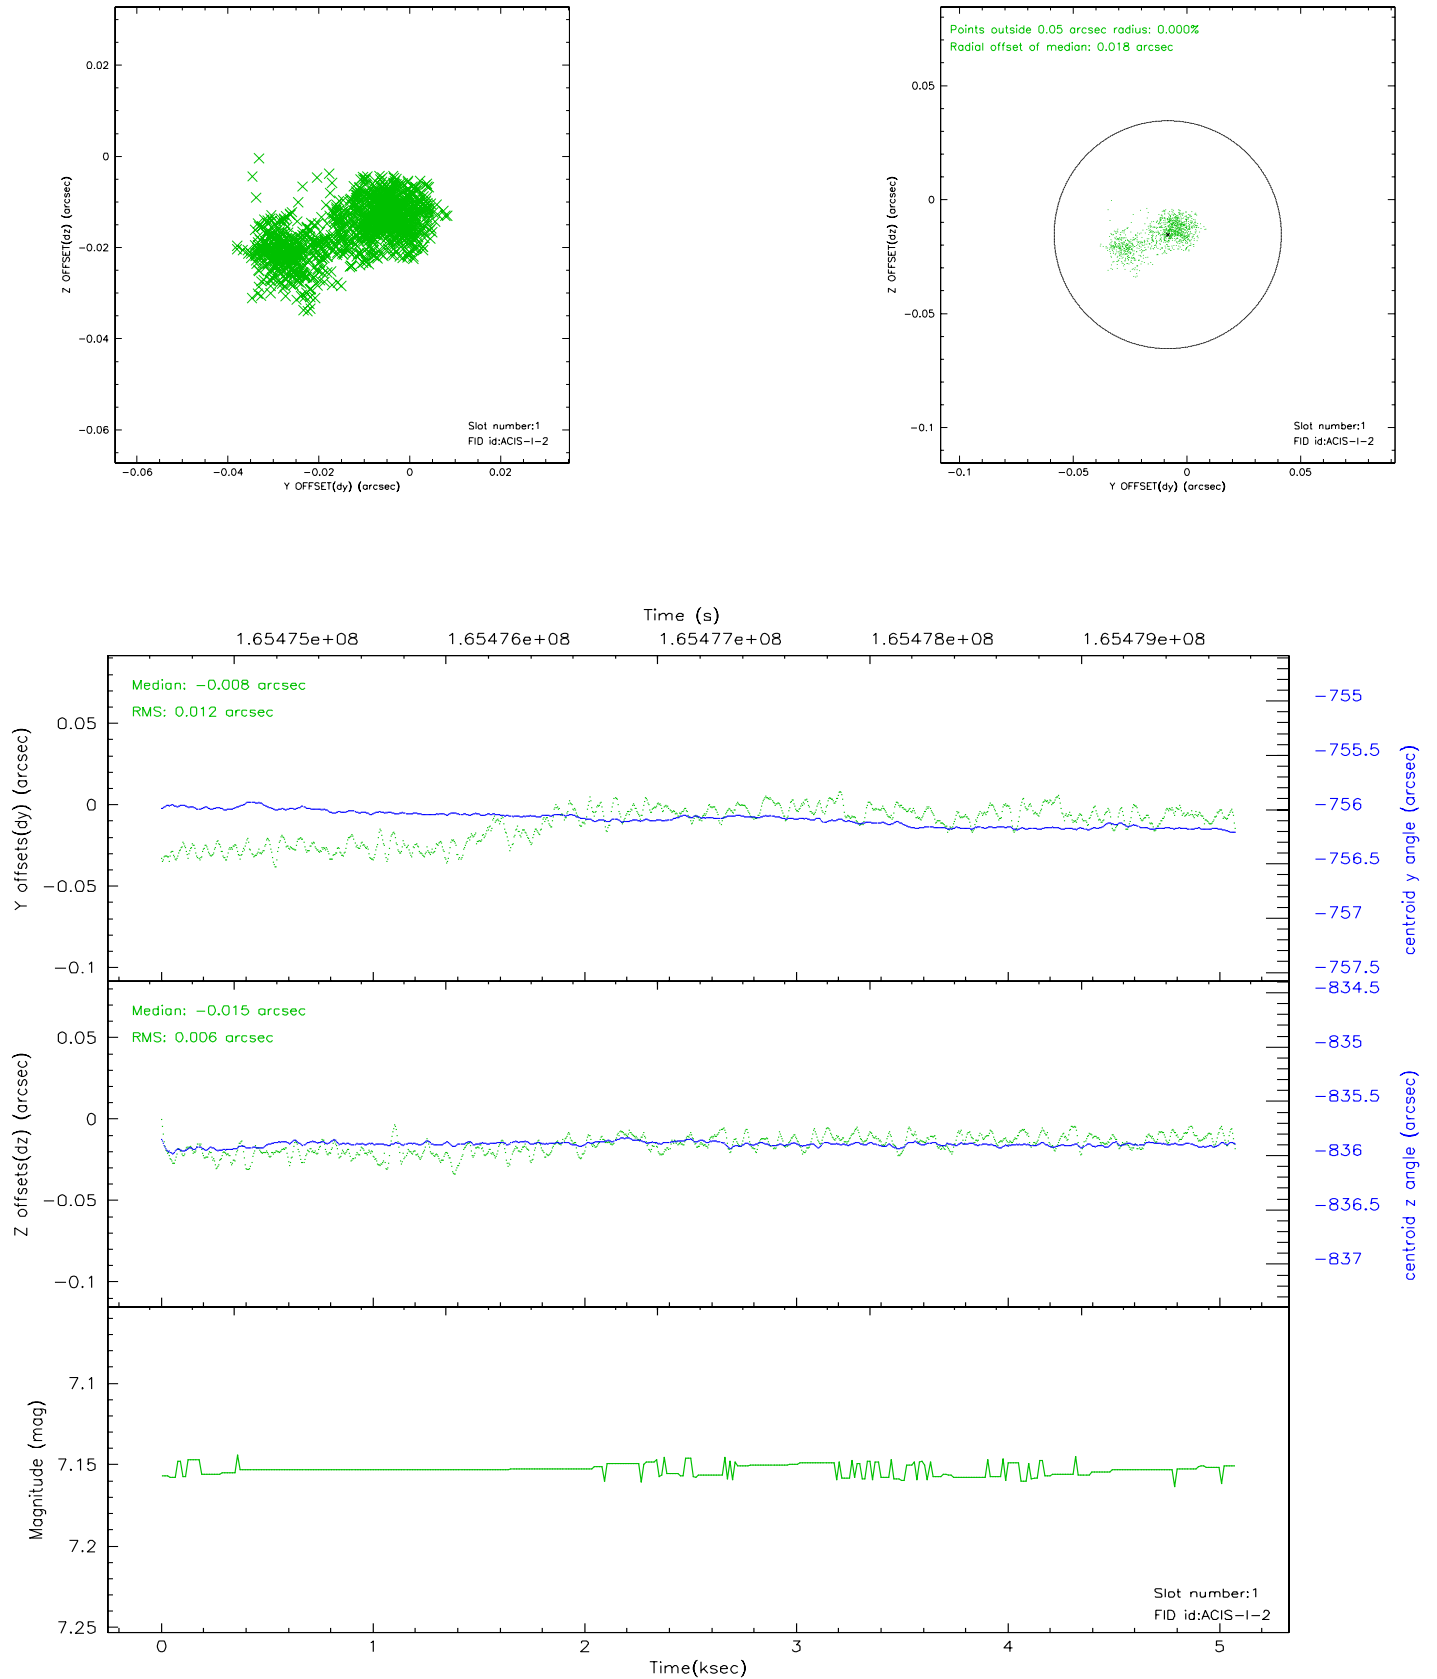 0.02
0
−0.02
−0.04
−0.06
Z OFFSET(dz) (arcsec)
Slot number:1
FID id:ACIS−I−2
−0.06
−0.04
−0.02
0
0.02
Y OFFSET(dy) (arcsec)
Points outside 0.05 arcsec radius: 0.000%
Radial offset of median: 0.018 arcsec
0.05
0
−0.05
−0.1
Z OFFSET(dz) (arcsec)
Slot number:1
FID id:ACIS−I−2
−0.1
−0.05
0
0.05
Y OFFSET(dy) (arcsec)
Time (s)
1.65475e+08
1.65476e+08
1.65477e+08
1.65478e+08
1.65479e+08
Median: −0.008 arcsec
RMS: 0.012 arcsec
0.05
0
−0.05
−0.1
Y offsets(dy) (arcsec)
−755
−755.5
−756
−756.5
−757
−757.5
centroid y angle (arcsec)
Median: −0.015 arcsec
RMS: 0.006 arcsec
0.05
0
−0.05
−0.1
Z offsets(dz) (arcsec)
−834.5
−835
−835.5
−836
−836.5
−837
centroid z angle (arcsec)
7.1
7.15
7.2
7.25
Magnitude (mag)
Slot number:1
FID id:ACIS−I−2
0
1
2
3
4
5
Time(ksec)